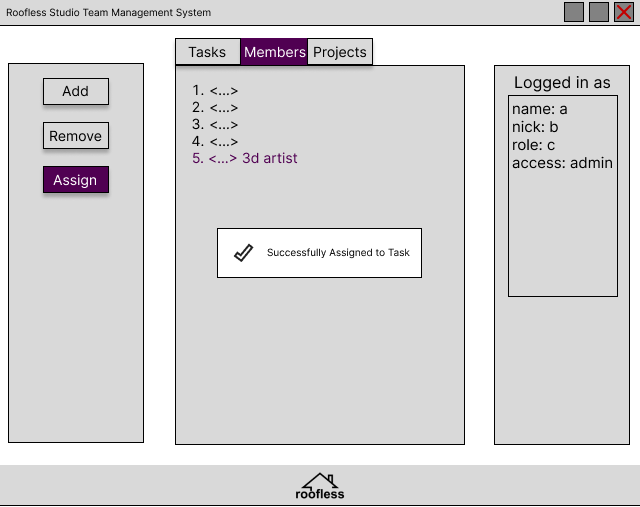 Roofless Studio Team Management System
Tasks
Members
Projects
Add
Remove
Assign
1. <...>
2. <...>
3. <...>
4. <...>
5. <...> 3d artist
Successfully Assigned to Task
Logged in as
name: a
nick: b
role: c
access: admin
roofless